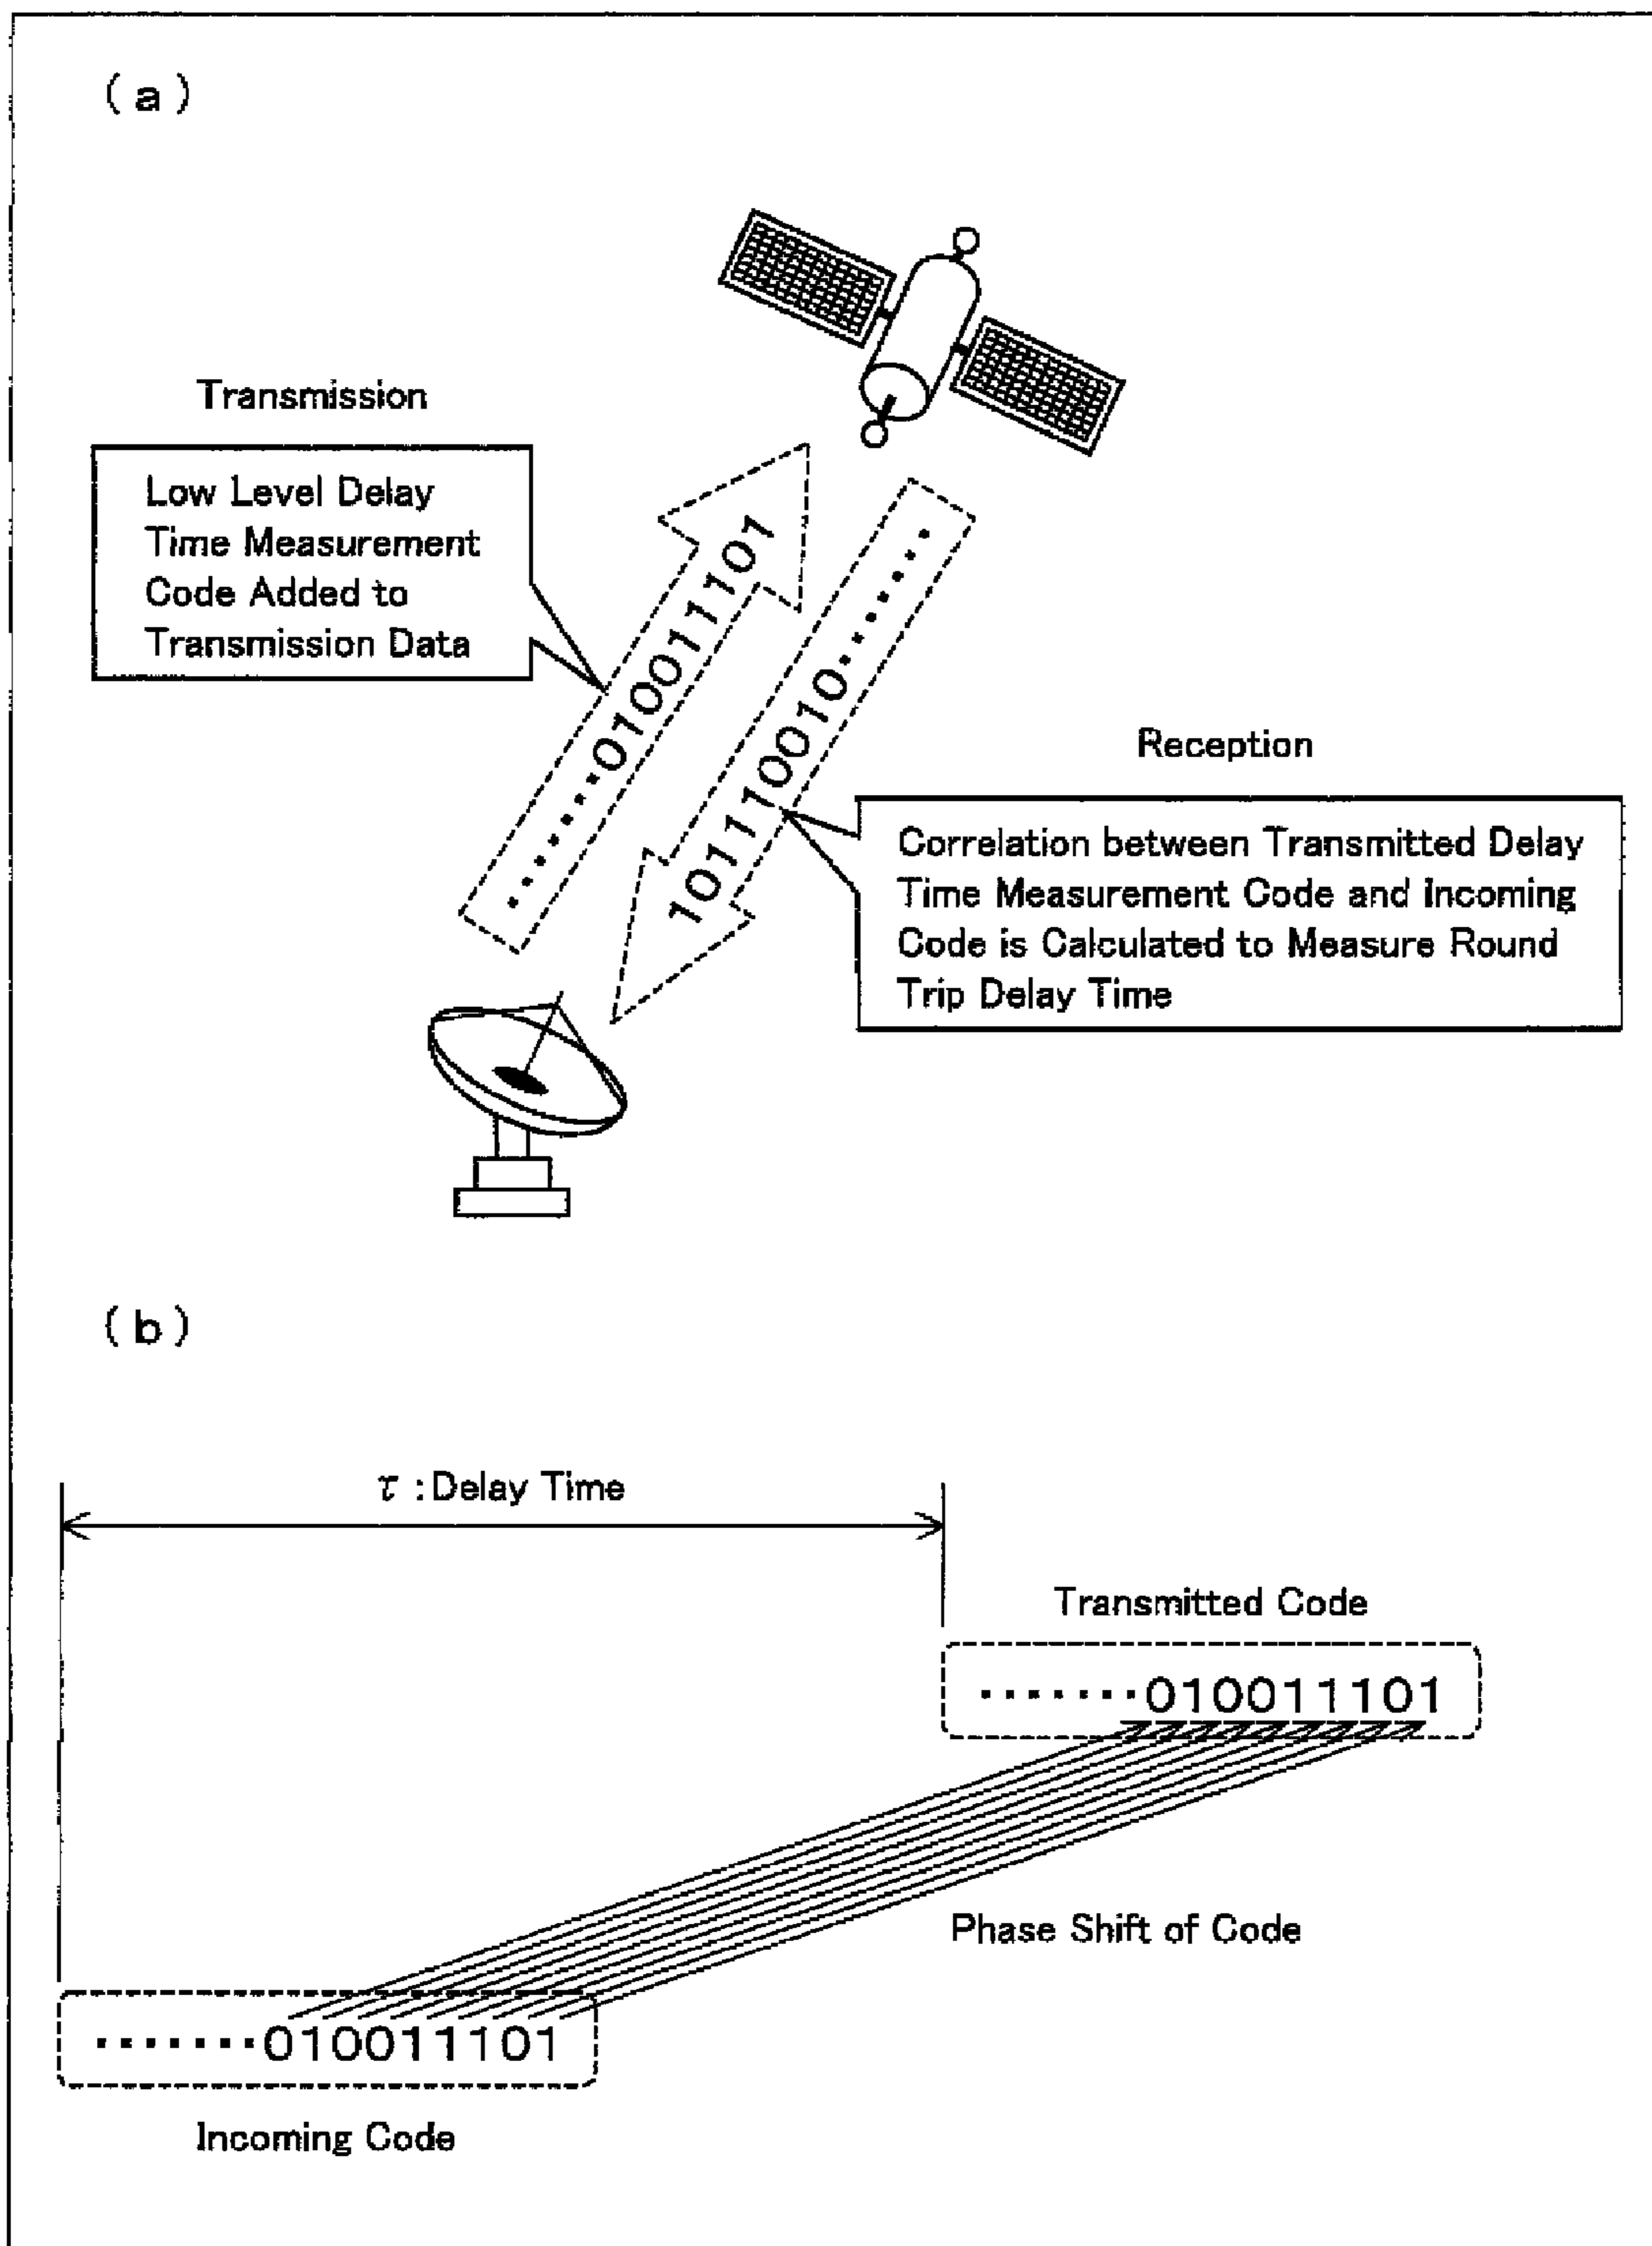 (a)
Transmission
Low Level Delay
Time Measurement
Code Added to
Transmission Data
·······010011101
101110010·······
Reception
Correlation between Transmitted Delay
Time Measurement Code and Incoming
Code is Calculated to Measure Round
Trip Delay Time
(b)
τ :Delay Time
Transmitted Code
·······010011101
Phase Shift of Code
·······010011101
Incoming Code